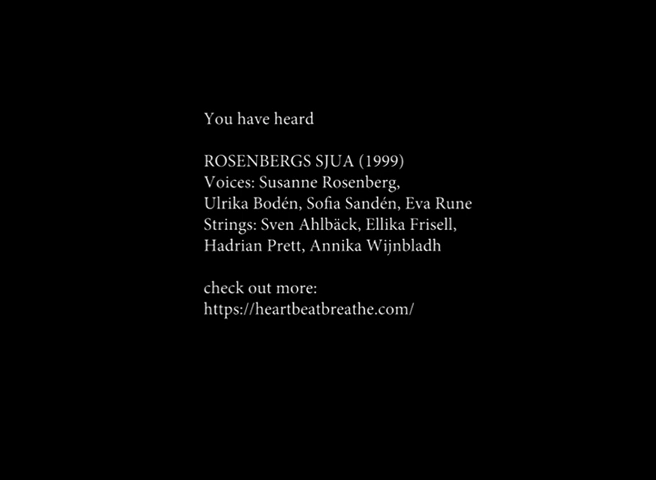 You have heard
ROSENBERGS SJUA (1999)
Voices: Susanne Rosenberg,
Ulrika Bodén, Sofia Sandén, Eva Rune
Strings: Sven Ahlbäck, Ellika Frisell,
Hadrian Prett, Annika Wijnbladh
check out more:
https://heartbeatbreathe.com/